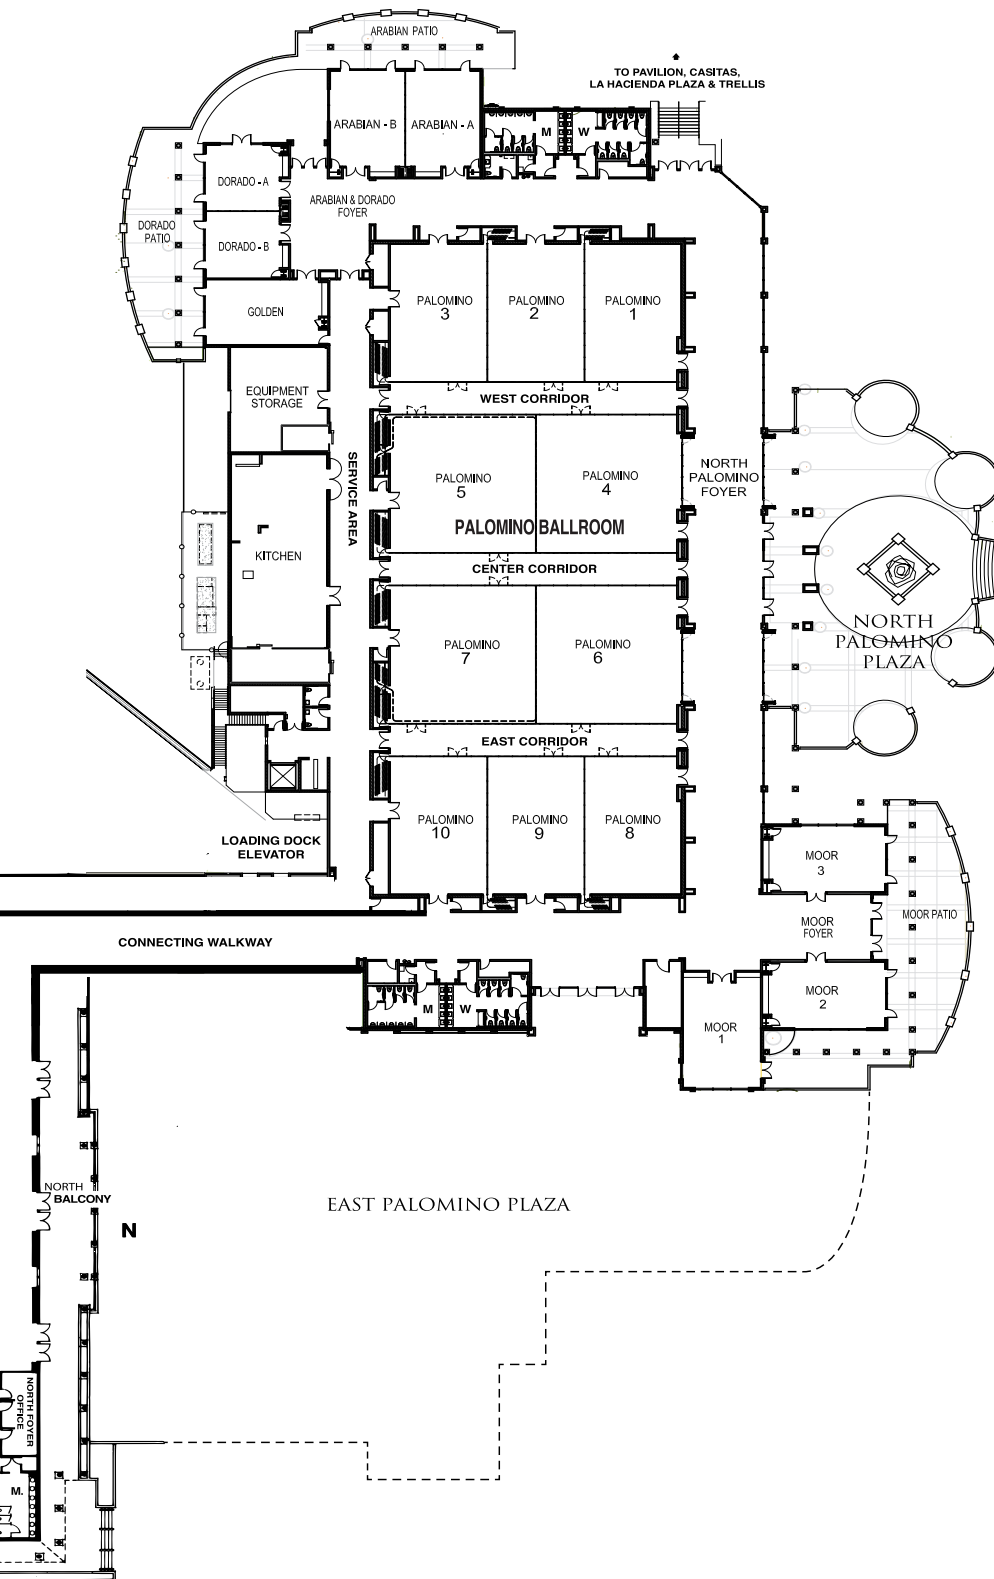 ARABIAN PATIO
TO PAVILION, CASITAS,
LA HACIENDA PLAZA & TRELLIS
ARABIAN - B
ARABIAN - A
M
W
DORADO - A
ARABIAN & DORADO
FOYER
DORADO
PATIO
DORADO - B
GOLDEN
PALOMINO
3
PALOMINO
2
PALOMINO
1
EQUIPMENT
STORAGE
WEST CORRIDOR
SERVICE AREA
PALOMINO
5
PALOMINO
4
NORTH
PALOMINO
FOYER
PALOMINO BALLROOM
KITCHEN
CENTER CORRIDOR
NORTH
PALOMINO
PLAZA
PALOMINO
7
PALOMINO
6
EAST CORRIDOR
PALOMINO
10
PALOMINO
9
PALOMINO
8
LOADING DOCK
ELEVATOR
MOOR
3
MOOR
FOYER
MOOR PATIO
CONNECTING WALKWAY
MOOR
2
M
W
MOOR
1
NORTH
BALCONY
EAST PALOMINO PLAZA
N
NORTH FOYER
OFFICE
M.